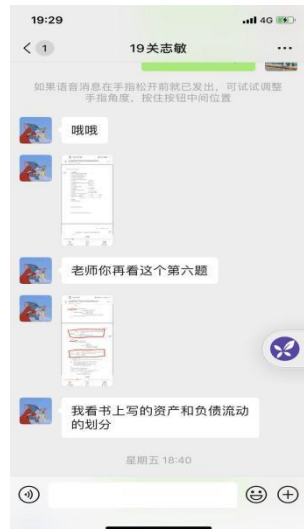 19:29
4G
1
19关志敏
如果语音消息在手指松开前就已发出，可试试调整
手指角度，按住按钮中间位置
哦哦
老师你再看这个第六题
我看书上写的资产和负债流动
的划分
星期五 18:40